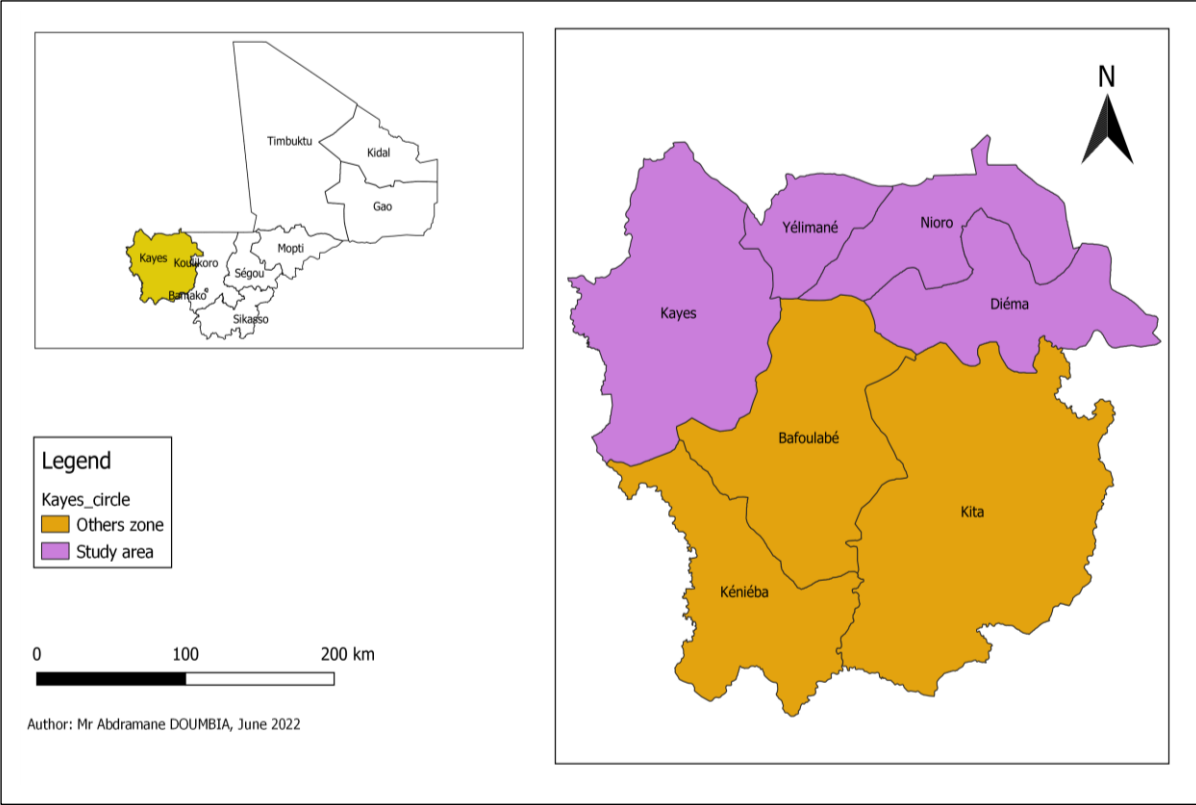 Timbuktu
Kidal
Gao
Mopti
Kayes
Koulikoro
Ségou
Bamako
Sikasso
N
Yélimané
Nioro
Kayes
Diéma
Bafoulabé
Kita
Kéniéba
Legend
Kayes_circle
Others zone
Study area
0 100 200 km
Author: Mr Abdramane DOUMBIA, June 2022